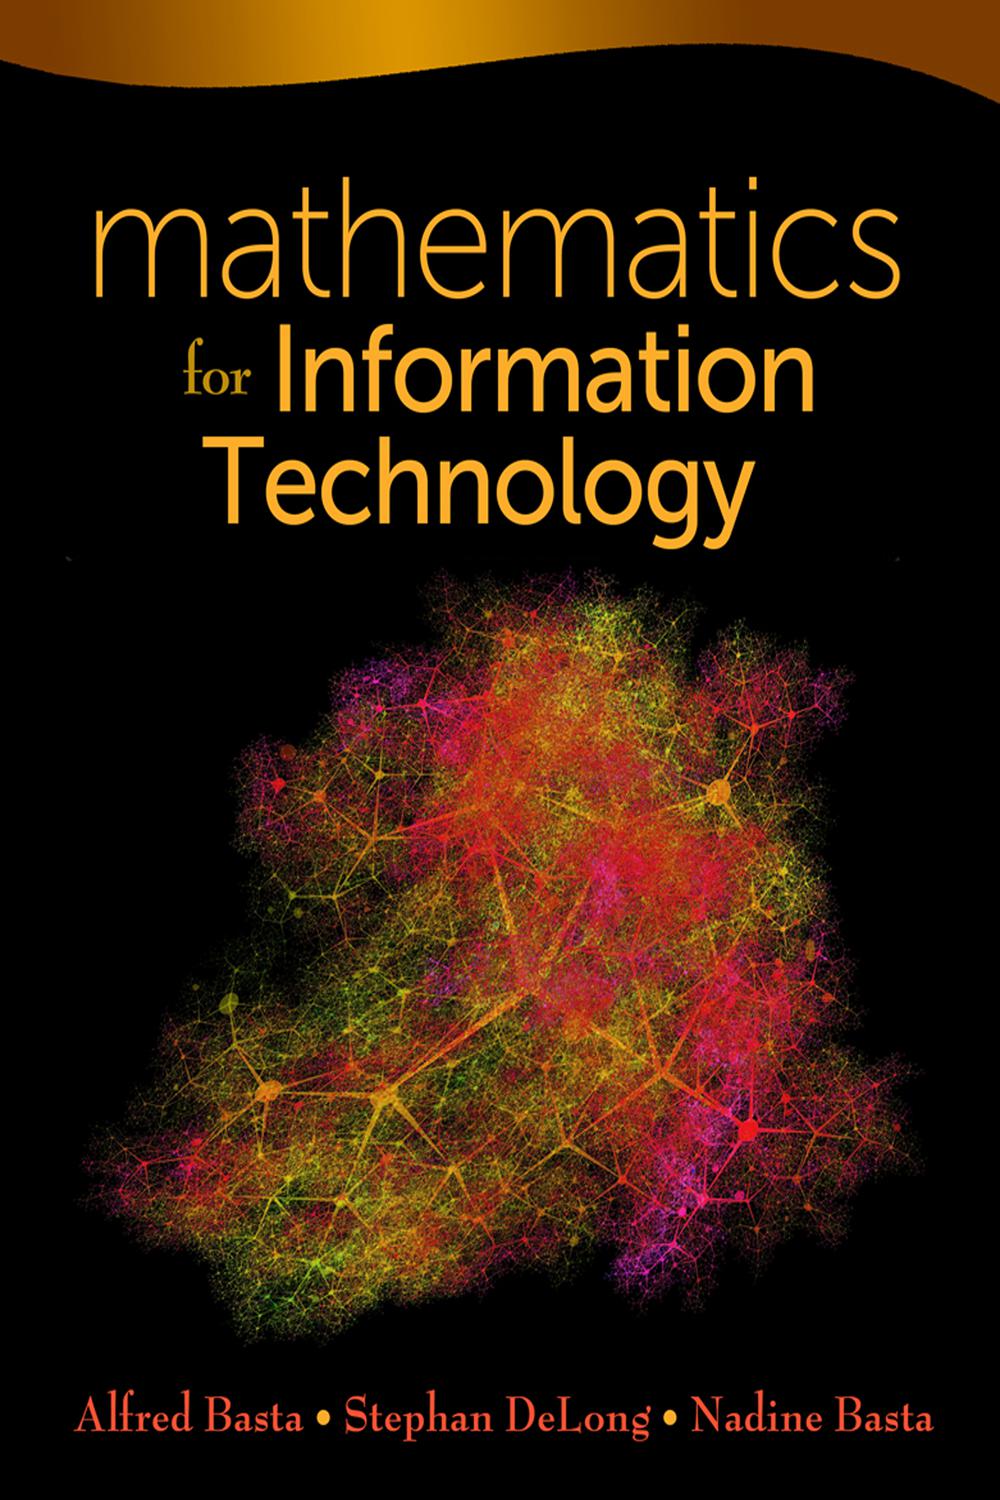 mathematics
for Information
Technology
Alfred Basta • Stephan DeLong • Nadine Basta